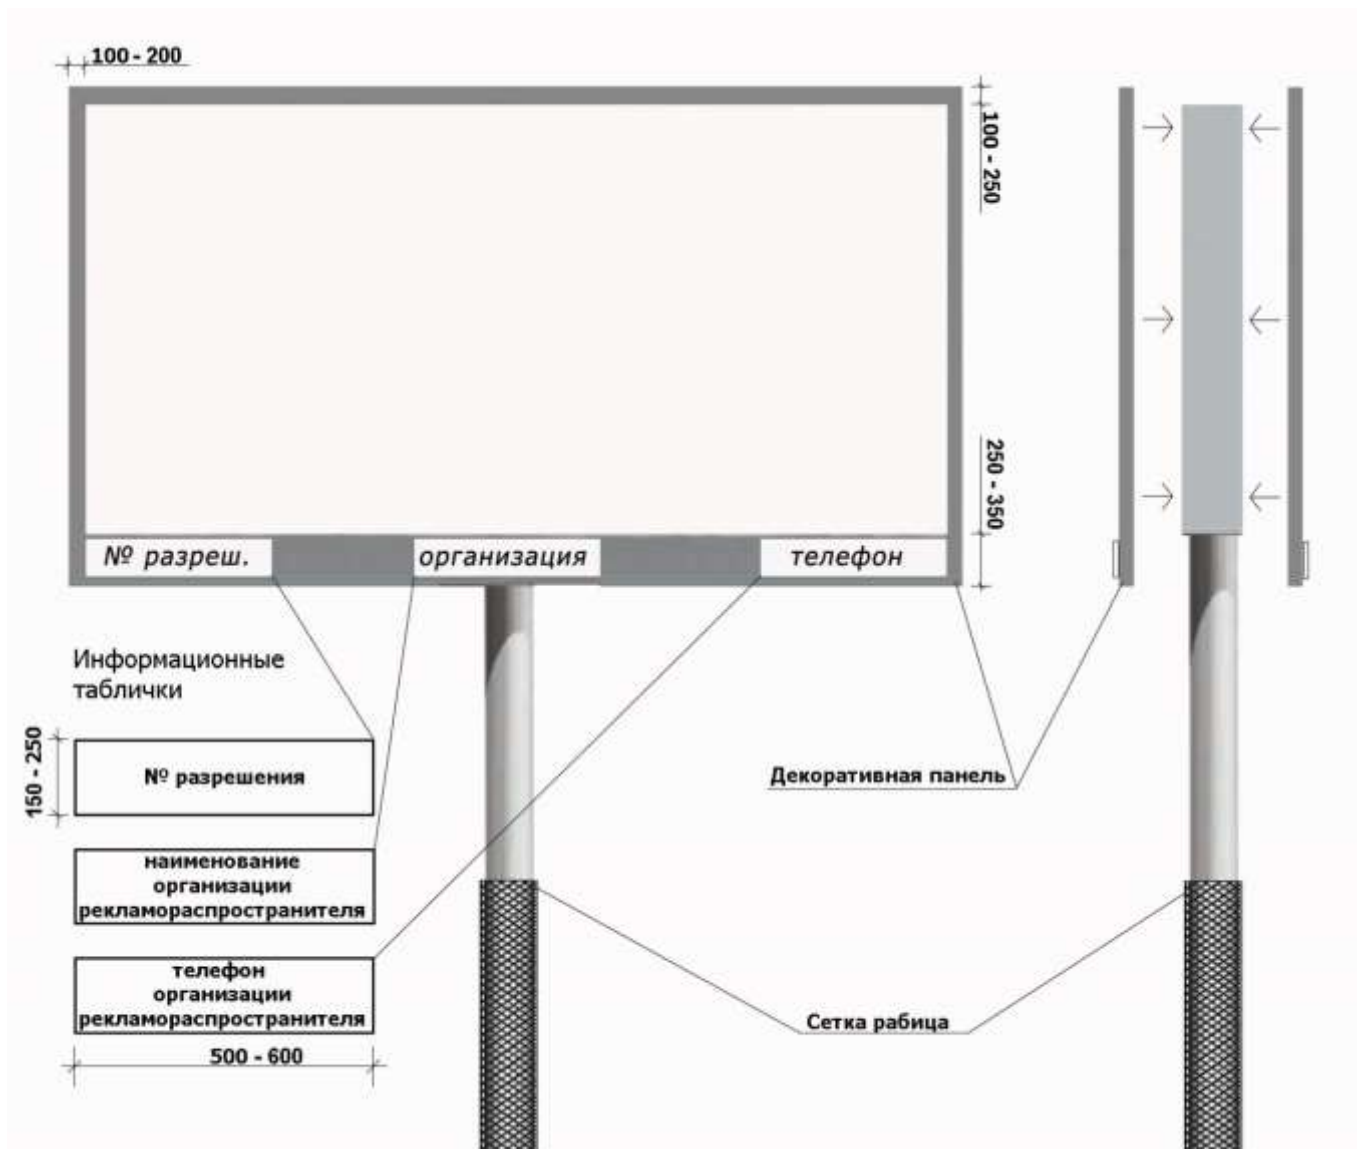 100 - 200
100 - 250
250 - 350
№ разреш.
организация
телефон
Информационные
таблички
150 - 250
№ разрешения
Декоративная панель
наименование
организации
рекламораспространителя
телефон
организации
рекламораспространителя
Сетка рабица
500 - 600